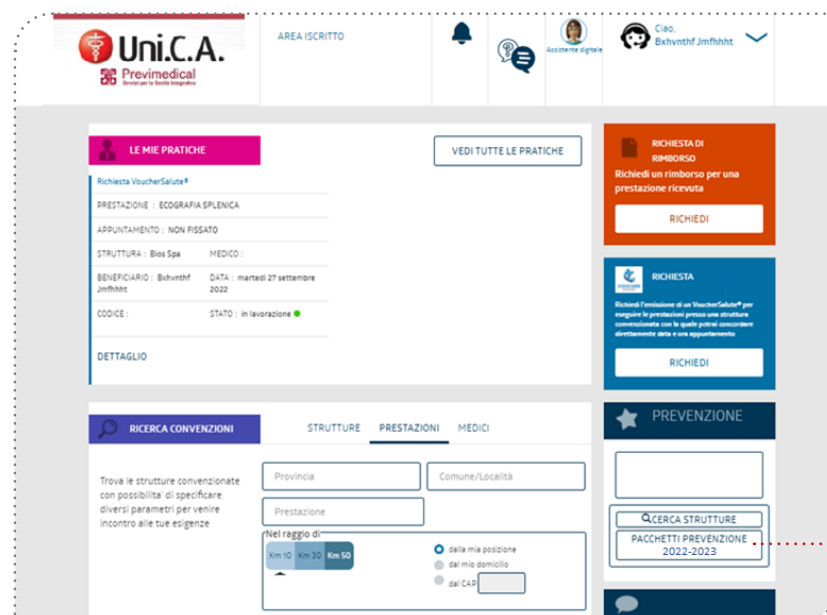 Uni.C.A.
Previmedical
Servizi per la Sanità Integrativa
AREA ISCRITTO
Assistente digitale
Ciao,
Bxhvnthf Jmfhhht
LE MIE PRATICHE
VEDI TUTTE LE PRATICHE
Richiesta VoucherSalute®
PRESTAZIONE : ECOGRAFIA SPLENICA
APPUNTAMENTO : NON FISSATO
STRUTTURA : Bios Spa MEDICO :
BENEFICIARIO : Bxhvnthf DATA : martedì 27 settembre
Jmfhhht 2022
CODICE : STATO : in lavorazione
DETTAGLIO
RICHIESTA DI
RIMBORSO
Richiedi un rimborso per una
prestazione ricevuta
RICHIEDI
VOUCHER
RICHIESTA
Richiedi l'emissione di un VoucherSalute® per
eseguire le prestazioni presso una struttura
convenzionata con la quale potrai concordare
direttamente data e ora appuntamento
RICHIEDI
RICERCA CONVENZIONI
STRUTTURE PRESTAZIONI MEDICI
Trova le strutture convenzionate
con possibilita' di specificare
diversi parametri per venire
incontro alle tue esigenze
Provincia
Comune/Località
Prestazione
Nel raggio di
Km 10 Km 30 Km 50
dalla mia posizione
dal mio domicilio
dal CAP
PREVENZIONE
CERCA STRUTTURE
PACCHETTI PREVENZIONE
2022-2023